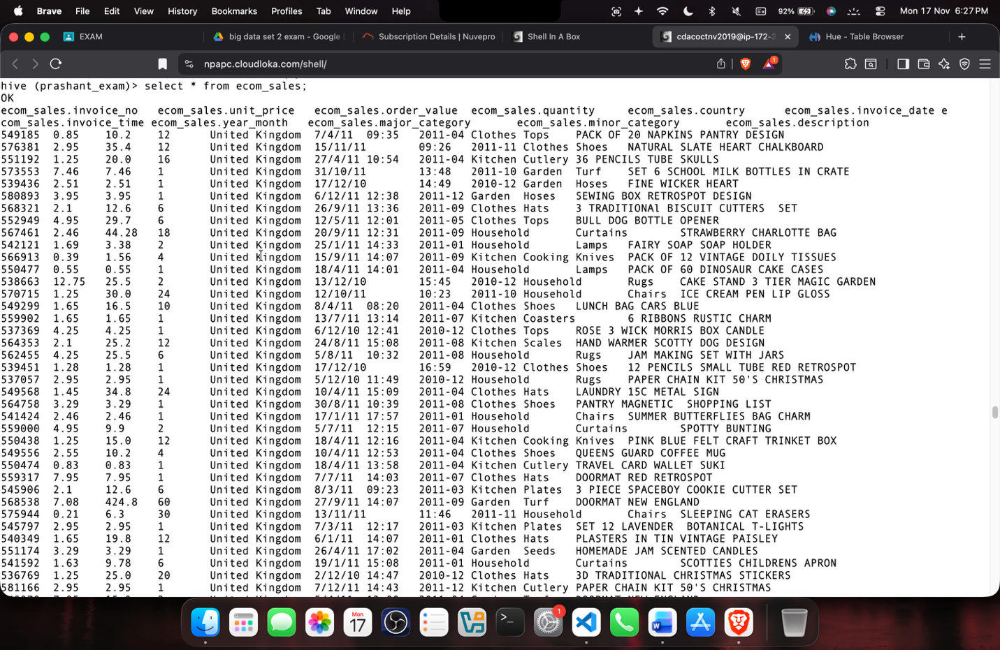 Brave File Edit View History Bookmarks Profiles Tab Window Help 92% Mon 17 Nov 6:27 PM
EXAM big data set 2 exam - Google Subscription Details | Nuvepro Shell In A Box cdacoctnv2019@ip-172-3 Hue - Table Browser
npapc.cloudloka.com/shell/ 1
hive (prashant_exam)> select * from ecom_sales;
OK
ecom_sales.invoice_no ecom_sales.unit_price ecom_sales.order_value ecom_sales.quantity ecom_sales.country ecom_sales.invoice_date e
com_sales.invoice_time ecom_sales.year_month ecom_sales.major_category ecom_sales.minor_category ecom_sales.description
549185 0.85 10.2 12 United Kingdom 7/4/11 09:35 2011-04 Clothes Tops PACK OF 20 NAPKINS PANTRY DESIGN
576381 2.95 35.4 12 United Kingdom 15/11/11 09:26 2011-11 Clothes Shoes NATURAL SLATE HEART CHALKBOARD
551192 1.25 20.0 16 United Kingdom 27/4/11 10:54 2011-04 Kitchen Cutlery 36 PENCILS TUBE SKULLS
573553 7.46 7.46 1 United Kingdom 31/10/11 13:48 2011-10 Garden Turf SET 6 SCHOOL MILK BOTTLES IN CRATE
539436 2.51 2.51 1 United Kingdom 17/12/10 14:49 2010-12 Garden Hoses FINE WICKER HEART
580893 3.95 3.95 1 United Kingdom 6/12/11 12:38 2011-12 Garden Hoses SEWING BOX RETROSPOT DESIGN
568321 2.1 12.6 6 United Kingdom 26/9/11 13:36 2011-09 Clothes Hats 3 TRADITIONAl BISCUIT CUTTERS SET
552949 4.95 29.7 6 United Kingdom 12/5/11 12:01 2011-05 Clothes Tops BULL DOG BOTTLE OPENER
567461 2.46 44.28 18 United Kingdom 20/9/11 12:31 2011-09 Household Curtains STRAWBERRY CHARLOTTE BAG
542121 1.69 3.38 2 United Kingdom 25/1/11 14:33 2011-01 Household Lamps FAIRY SOAP SOAP HOLDER
566913 0.39 1.56 4 United Kingdom 15/9/11 14:07 2011-09 Kitchen Cooking Knives PACK OF 12 VINTAGE DOILY TISSUES
550477 0.55 0.55 1 United Kingdom 18/4/11 14:01 2011-04 Household Lamps PACK OF 60 DINOSAUR CAKE CASES
538663 12.75 25.5 2 United Kingdom 13/12/10 15:45 2010-12 Household Rugs CAKE STAND 3 TIER MAGIC GARDEN
570715 1.25 30.0 24 United Kingdom 12/10/11 10:23 2011-10 Household Chairs ICE CREAM PEN LIP GLOSS
549299 1.65 16.5 10 United Kingdom 8/4/11 08:20 2011-04 Clothes Shoes LUNCH BAG CARS BLUE
559902 1.65 1.65 1 United Kingdom 13/7/11 13:14 2011-07 Kitchen Coasters 6 RIBBONS RUSTIC CHARM
537369 4.25 4.25 1 United Kingdom 6/12/10 12:41 2010-12 Clothes Tops ROSE 3 WICK MORRIS BOX CANDLE
564353 2.1 25.2 12 United Kingdom 24/8/11 15:08 2011-08 Kitchen Scales HAND WARMER SCOTTY DOG DESIGN
562455 4.25 25.5 6 United Kingdom 5/8/11 10:32 2011-08 Household Rugs JAM MAKING SET WITH JARS
539451 1.28 1.28 1 United Kingdom 17/12/10 16:59 2010-12 Clothes Shoes 12 PENCILS SMALL TUBE RED RETROSPOT
537057 2.95 2.95 1 United Kingdom 5/12/10 11:49 2010-12 Household Rugs PAPER CHAIN KIT 50'S CHRISTMAS
549568 1.45 34.8 24 United Kingdom 10/4/11 15:09 2011-04 Clothes Hats LAUNDRY 15C METAL SIGN
564758 3.29 3.29 1 United Kingdom 30/8/11 10:39 2011-08 Clothes Shoes PANTRY MAGNETIC SHOPPING LIST
541424 2.46 2.46 1 United Kingdom 17/1/11 17:57 2011-01 Household Chairs SUMMER BUTTERFLIES BAG CHARM
559000 4.95 9.9 2 United Kingdom 5/7/11 12:15 2011-07 Household Curtains SPOTTY BUNTING
550438 1.25 15.0 12 United Kingdom 18/4/11 12:16 2011-04 Kitchen Cooking Knives PINK BLUE FELT CRAFT TRINKET BOX
549556 2.55 10.2 4 United Kingdom 10/4/11 12:53 2011-04 Clothes Shoes QUEENS GUARD COFFEE MUG
550474 0.83 0.83 1 United Kingdom 18/4/11 13:58 2011-04 Kitchen Cutlery TRAVEL CARD WALLET SUKI
559317 7.95 7.95 1 United Kingdom 7/7/11 14:03 2011-07 Clothes Hats DOORMAT RED RETROSPOT
545906 2.1 12.6 6 United Kingdom 8/3/11 09:23 2011-03 Kitchen Plates 3 PIECE SPACEBOY COOKIE CUTTER SET
568538 7.08 424.8 60 United Kingdom 27/9/11 14:07 2011-09 Garden Turf DOORMAT NEW ENGLAND
575944 0.21 6.3 30 United Kingdom 13/11/11 11:46 2011-11 Household Chairs SLEEPING CAT ERASERS
545797 2.95 2.95 1 United Kingdom 7/3/11 12:17 2011-03 Kitchen Plates SET 12 LAVENDER BOTANICAL T-LIGHTS
540349 1.65 19.8 12 United Kingdom 6/1/11 14:07 2011-01 Clothes Hats PLASTERS IN TIN VINTAGE PAISLEY
551174 3.29 3.29 1 United Kingdom 26/4/11 17:02 2011-04 Garden Seeds HOMEMADE JAM SCENTED CANDLES
541592 1.63 9.78 6 United Kingdom 19/1/11 15:08 2011-01 Household Curtains SCOTTIES CHILDRENS APRON
536769 1.25 25.0 20 United Kingdom 2/12/10 14:47 2010-12 Clothes Hats 3D TRADITIONAL CHRISTMAS STICKERS
581166 2.95 2.95 1 United Kingdom 7/12/11 14:43 2011-12 Kitchen Cutlery PAPER CHAIN KIT 50'S CHRISTMAS
MON
17 1